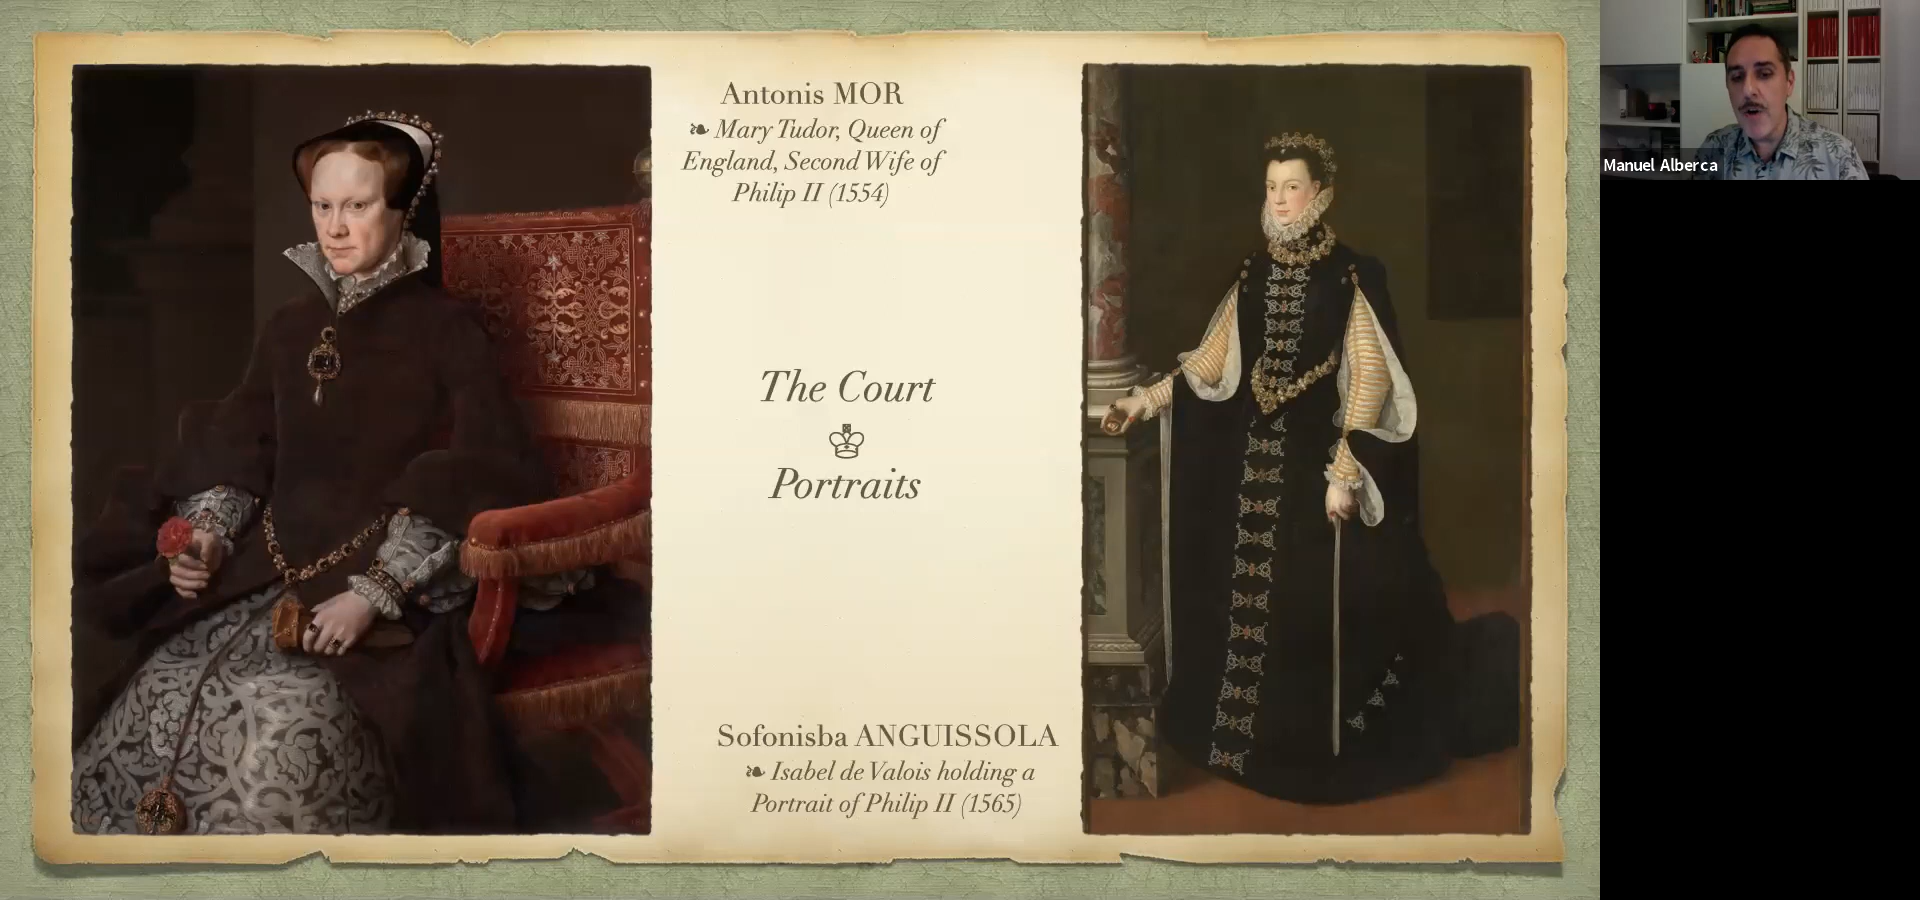 Antonis MOR
❧ Mary Tudor, Queen of
England, Second Wife of
Philip II (1554)
The Court
Portraits
Sofonisba ANGUISSOLA
❧ Isabel de Valois holding a
Portrait of Philip II (1565)
Manuel Alberca